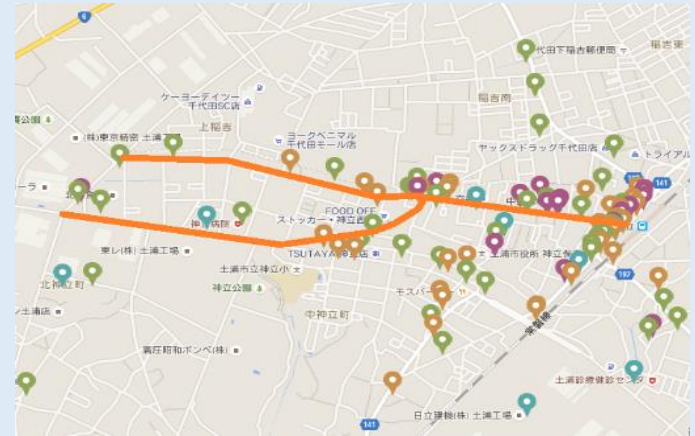 6
代田下稲吉郵便局
稲吉東
ケーヨーデイツー
千代田SC店
稲吉南
(株)東京精密 土浦工場
上稲吉
ヨークベニマル
千代田モール店
ヤックスドラッグ千代田店
トライアル
141
FOOD OFF
ストッカー・神立西
土浦市役所 神立
東レ(株) 土浦工場
TSUTAYA
土浦市立神立小
197
北神立町
神立公園
モスバ
中神立町
常磐線
高圧昭和ボンベ(株)
土浦診療健診センタ
141
日立建機(株) 土浦工場